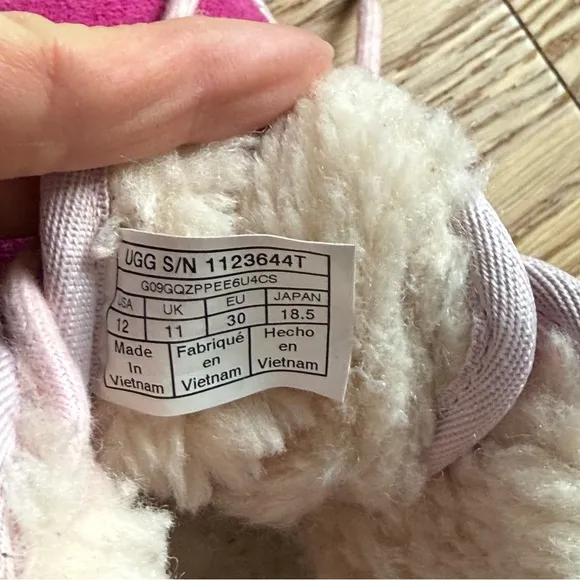 UGG S/N 1123644T
G09GQZPPEE6U4CS
USA UK EU JAPAN
12 11 30 18.5
Made Fabriqué Hecho
In en en
Vietnam Vietnam Vietnam